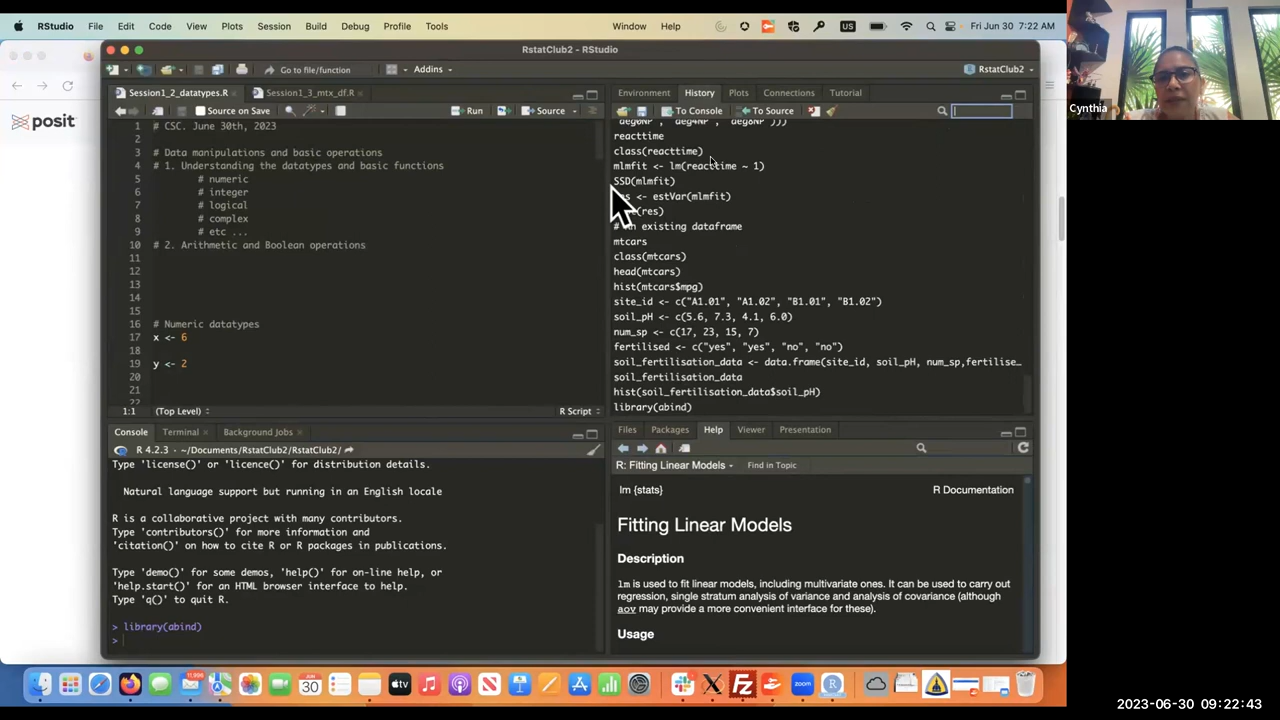 RStudio File Edit Code View Plots Session Build Debug Profile Tools Window Help US Fri Jun 30 7:22 AM
RstatClub2 - RStudio
Go to file/function Addins RstatClub2
Session1_2_datatypes.R Session1_3_mtx_df.R
Source on Save Run Source
1 # CSC. June 30th, 2023
2
3 # Data manipulations and basic operations
4 # 1. Understanding the datatypes and basic functions
5 # numeric
6 # integer
7 # logical
8 # complex
9 # etc ...
10 # 2. Arithmetic and Boolean operations
11
12
13
14
15
16 # Numeric datatypes
17 x <- 6
18
19 y <- 2
20
21
22
1:1 (Top Level) R Script
Environment History Plots Connections Tutorial
To Console To Source
"deg0NP", "deg4NP", "deg8NP")))
reacttime
class(reacttime)
mlmfit <- lm(reacttime ~ 1)
SSD(mlmfit)
<- estVar(mlmfit)
(res)
existing dataframe
mtcars
class(mtcars)
head(mtcars)
hist(mtcars$mpg)
site_id <- c("A1.01", "A1.02", "B1.01", "B1.02")
soil_pH <- c(5.6, 7.3, 4.1, 6.0)
num_sp <- c(17, 23, 15, 7)
fertilised <- c("yes", "yes", "no", "no")
soil_fertilisation_data <- data.frame(site_id, soil_pH, num_sp,fertilise…
soil_fertilisation_data
hist(soil_fertilisation_data$soil_pH)
library(abind)
Console Terminal Background Jobs
R 4.2.3 · ~/Documents/RstatClub2/RstatClub2/
Type 'license()' or 'licence()' for distribution details.
Natural language support but running in an English locale
R is a collaborative project with many contributors.
Type 'contributors()' for more information and
'citation()' on how to cite R or R packages in publications.
Type 'demo()' for some demos, 'help()' for on-line help, or
'help.start()' for an HTML browser interface to help.
Type 'q()' to quit R.
> library(abind)
>
Files Packages Help Viewer Presentation
R: Fitting Linear Models Find in Topic
lm {stats} R Documentation
Fitting Linear Models
Description
lm is used to fit linear models, including multivariate ones. It can be used to carry out
regression, single stratum analysis of variance and analysis of covariance (although
aov may provide a more convenient interface for these).
Usage
posit
Cynthia
JUN
30
tv
zoom
R
2023-06-30 09:22:43